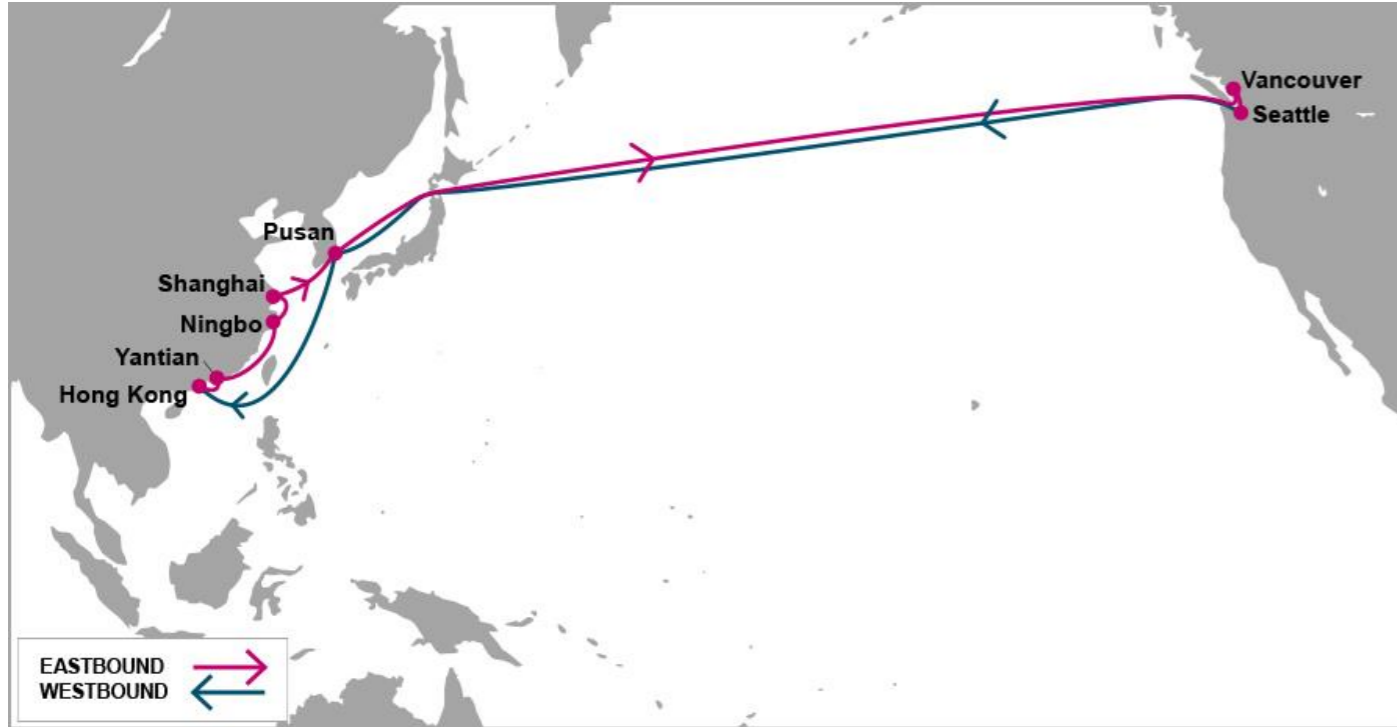 Vancouver
Seattle
Pusan
Shanghai
Ningbo
Yantian
Hong Kong
EASTBOUND
WESTBOUND